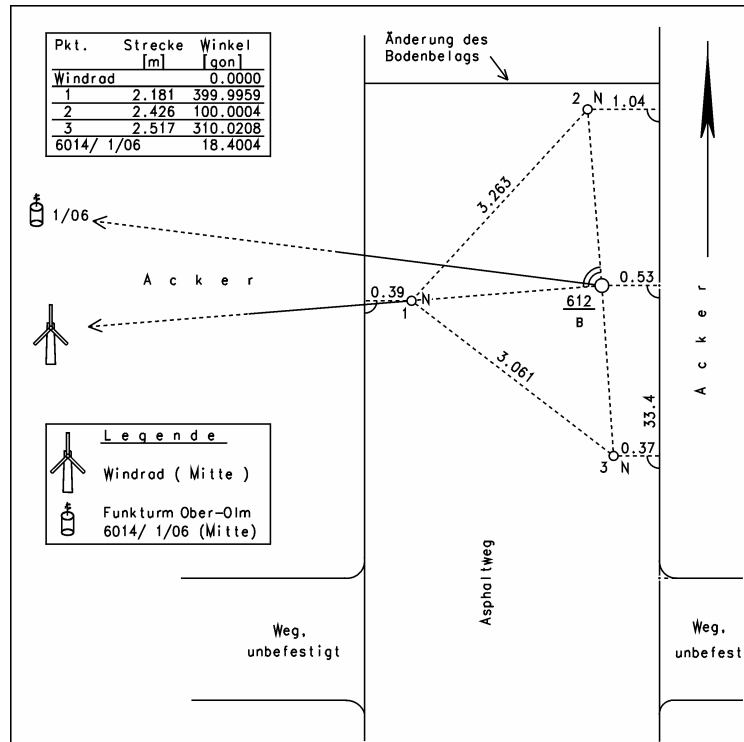 Pkt. Strecke Winkel
[m] [gon]
Windrad 0.0000
1 2.181 399.9959
2 2.426 100.0004
3 2.517 310.0208
6014/ 1/06 18.4004
Änderung des
Bodenbelags
2 N 1.04
3.263
1/06
A c k e r
0.39
N
1
0.53
612
B
A c k e r
3.061
33.4
0.37
3 N
L e g e n d e
Windrad ( Mitte )
Funkturm Ober-Olm
6014/ 1/06 (Mitte)
Asphaltweg
Weg,
unbefestigt
Weg,
unbefest